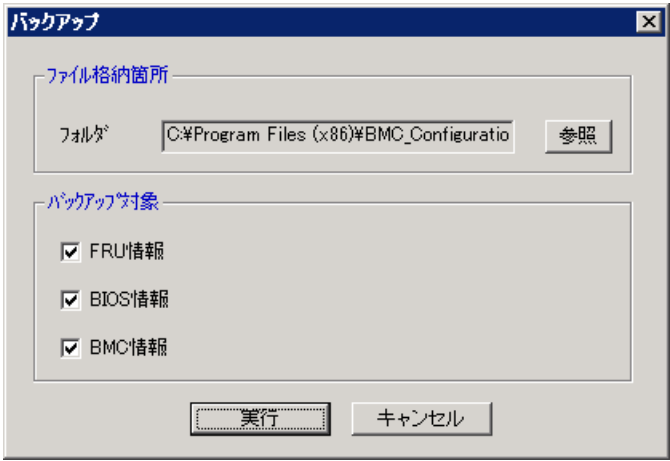 バックアップ
ファイル格納箇所
フォルダ C:¥Program Files (x86)¥BMC_Configuratio 参照
バックアップ対象
FRU情報
BIOS情報
BMC情報
実行 キャンセル